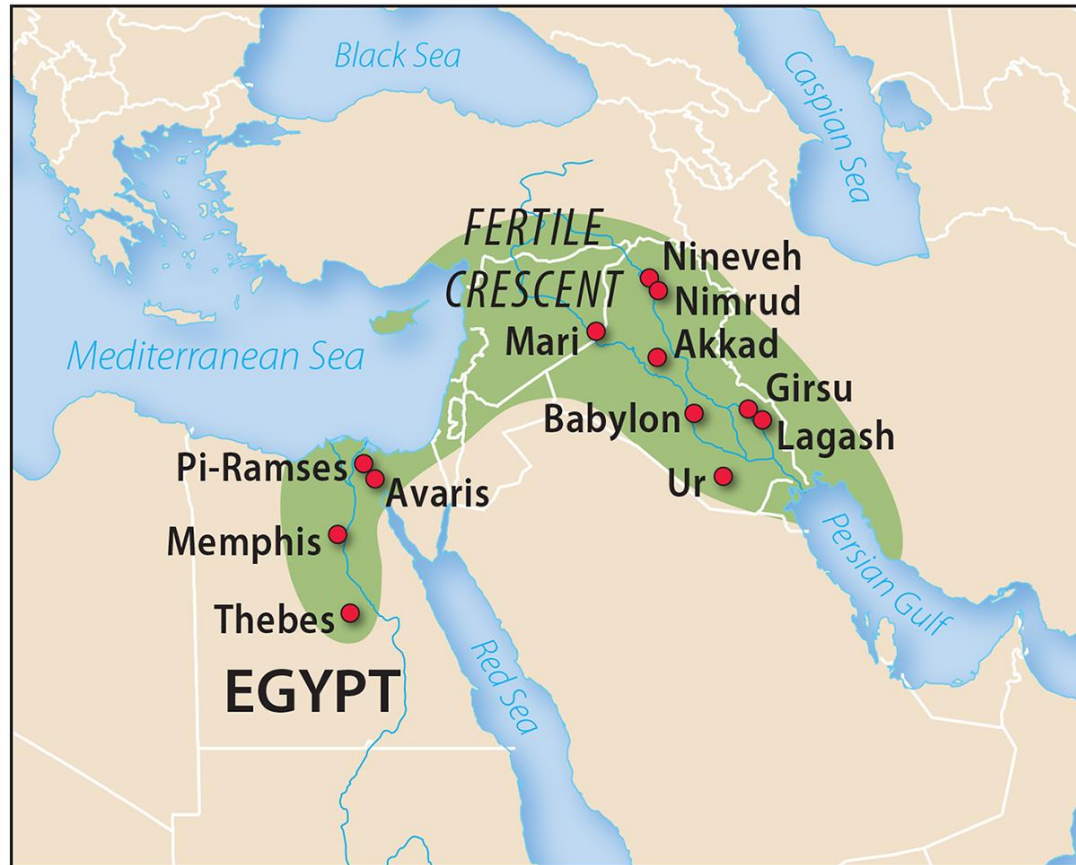 Black Sea
Caspian Sea
FERTILE
CRESCENT
Nineveh
Nimrud
Mari
Akkad
Mediterranean Sea
Girsu
Babylon
Lagash
Pi-Ramses
Avaris
Ur
Memphis
Persian Gulf
Thebes
Red Sea
EGYPT